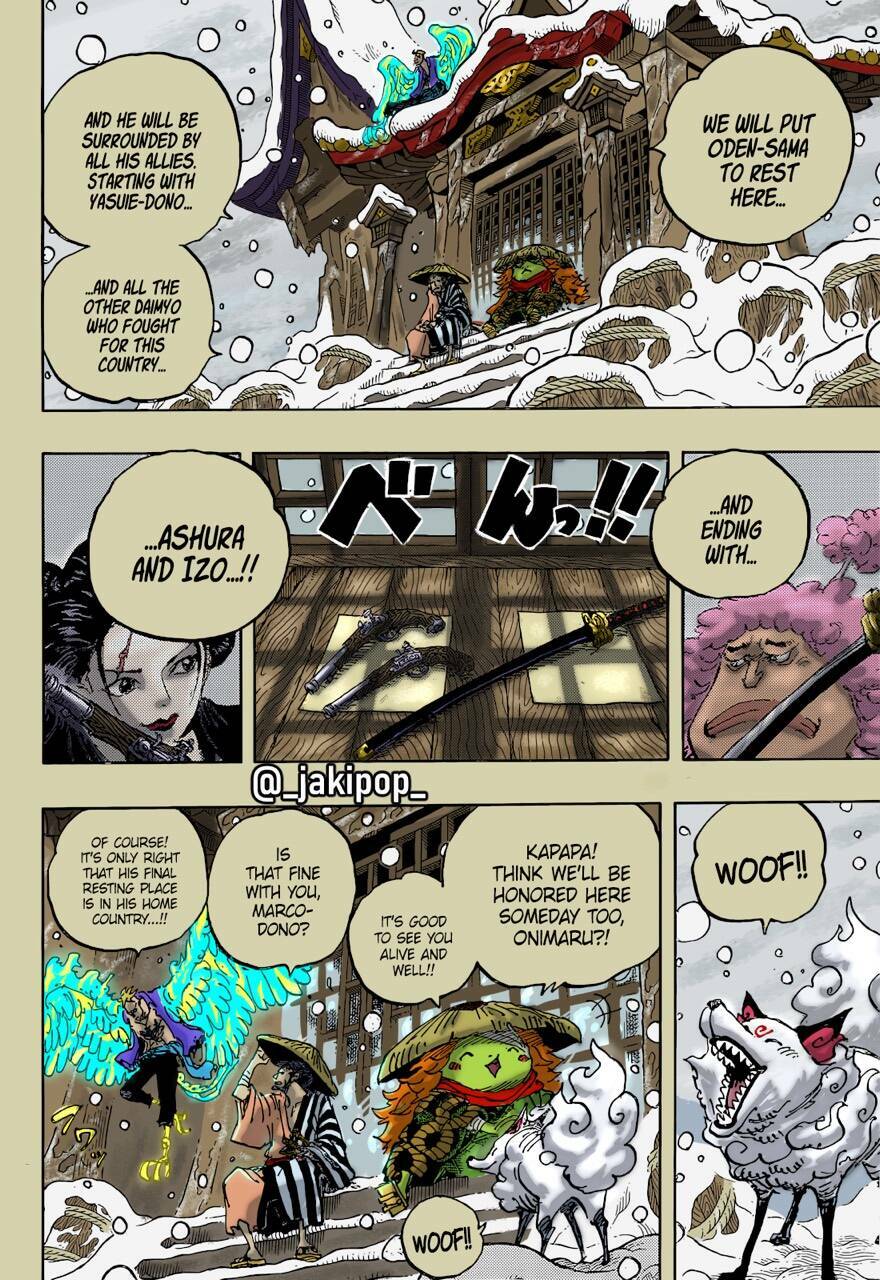 WE WILL PUT
ODEN-SAMA
TO REST
HERE...
AND HE WILL BE
SURROUNDED BY
ALL HIS ALLIES.
STARTING WITH
YASUIE-DONO...
...AND ALL THE
OTHER DAIMYO
WHO FOUGHT
FOR THIS
COUNTRY...
...AND
ENDING
WITH...
べんっ!!
...ASHURA
AND IZO...!!
@_jakipop_
WOOF!!
KAPAPA!
THINK WE'LL BE
HONORED HERE
SOMEDAY TOO,
ONIMARU?!
IT'S GOOD
TO SEE YOU
ALIVE AND
WELL!!
IS
THAT FINE
WITH YOU,
MARCO-
DONO?
OF COURSE!
IT'S ONLY RIGHT
THAT HIS FINAL
RESTING PLACE
IS IN HIS HOME
COUNTRY...!!
WOOF!!